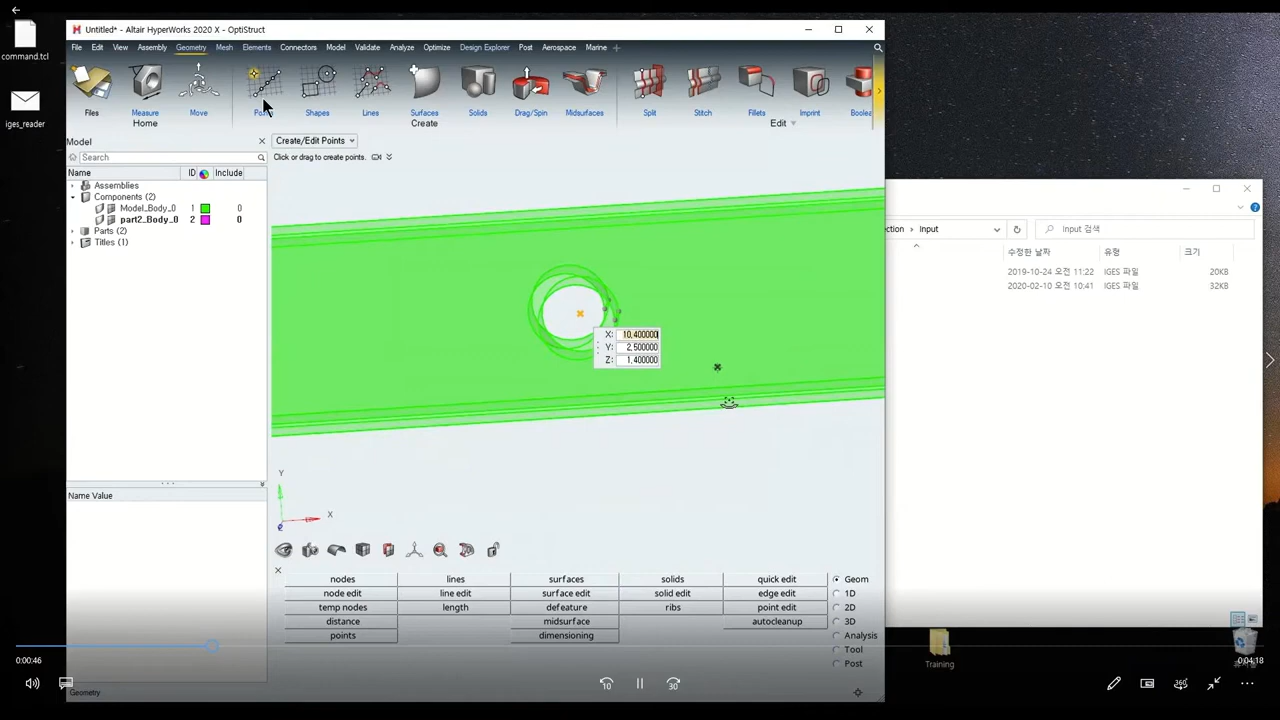 command.tcl
iges_reader
Untitled* - Altair HyperWorks 2020 X - OptiStruct
File Edit View Assembly Geometry Mesh Elements Connectors Model Validate Analyze Optimize Design Explorer Post Aerospace Marine
Files Measure Move Shapes Lines Surfaces Solids Drag/Spin Midsurfaces Split Stitch Fillets Imprint
Home Create Edit
Model
Create/Edit Points
Search
Click or drag to create points.
Name ID Include
Assemblies
Components (2)
Model_Body_0 1 0
part2_Body_0 2 0
Parts (2)
Titles (1)
X: 10,400000
Y: 2,500000
Z: 1,400000
Y
X
Z
Name Value
nodes lines surfaces solids quick edit Geom
node edit line edit surface edit solid edit edge edit 1D
temp nodes length defeature ribs point edit 2D
distance midsurface autocleanup 3D
points dimensioning Analysis
Tool
Post
Geometry
Input
Input 검색
수정한 날짜 유형 크기
2019-10-24 오전 11:22 IGES 파일 20KB
2020-02-10 오전 10:41 IGES 파일 32KB
Training
0:00:46
0:04:18
10
30
360